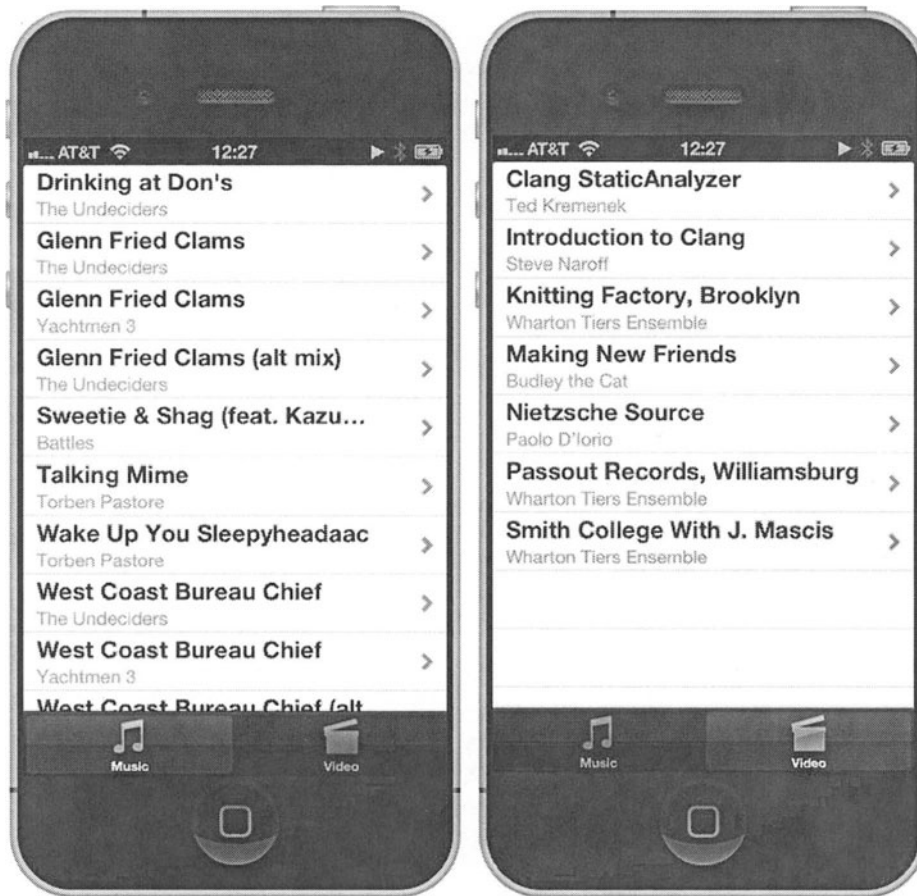 AT&T 12:27
Drinking at Don's
The Undeciders
Glenn Fried Clams
The Undeciders
Glenn Fried Clams
Yachtmen 3
Glenn Fried Clams (alt mix)
The Undeciders
Sweetie & Shag (feat. Kazu...
Battles
Talking Mime
Torben Pastore
Wake Up You Sleepyheadaac
Torben Pastore
West Coast Bureau Chief
The Undeciders
West Coast Bureau Chief
Yachtmen 3
West Coast Bureau Chief (alt
Music Video
AT&T 12:27
Clang StaticAnalyzer
Ted Kremenek
Introduction to Clang
Steve Naroff
Knitting Factory, Brooklyn
Wharton Tiers Ensemble
Making New Friends
Budley the Cat
Nietzsche Source
Paolo D'Iorio
Passout Records, Williamsburg
Wharton Tiers Ensemble
Smith College With J. Mascis
Wharton Tiers Ensemble
Music Video